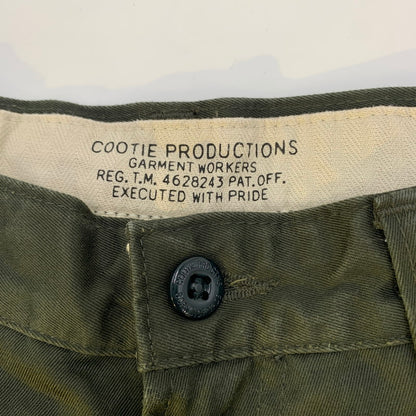 COOTIE PRODUCTIONS
GARMENT WORKERS
REG. T.M. 4628243 PAT. OFF.
EXECUTED WITH PRIDE